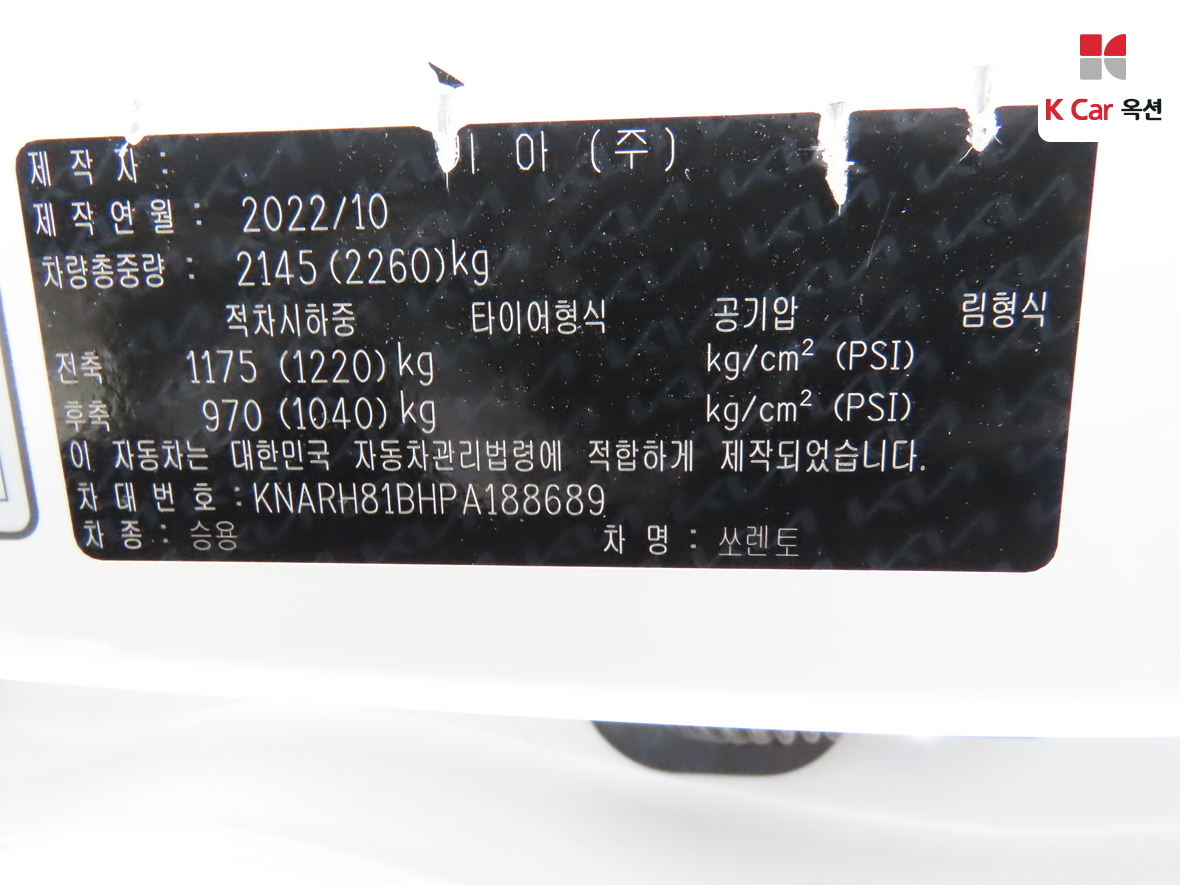 K Car 옥션
제 작 자 : 기 아 (주)
제 작 연 월 : 2022/10
차량총중량 : 2145 (2260) kg
적차시하중 타이어형식 공기압 림형식
전축 1175 (1220) kg kg/cm² (PSI)
후축 970 (1040) kg kg/cm² (PSI)
이 자동차는 대한민국 자동차관리법령에 적합하게 제작되었습니다.
차 대 번 호 : KNARH81BHPA188689
차 종 : 승용 차 명 : 쏘렌토